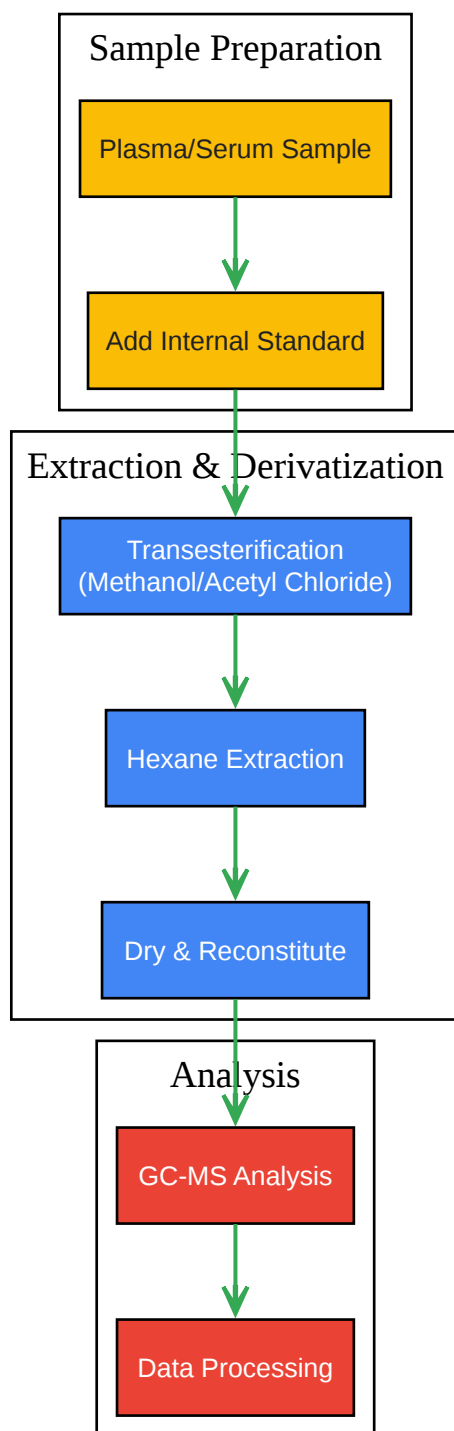 Sample Preparation
Plasma/Serum Sample
Add Internal Standard
Extraction & Derivatization
Transesterification
(Methanol/Acetyl Chloride)
Hexane Extraction
Dry & Reconstitute
Analysis
GC-MS Analysis
Data Processing